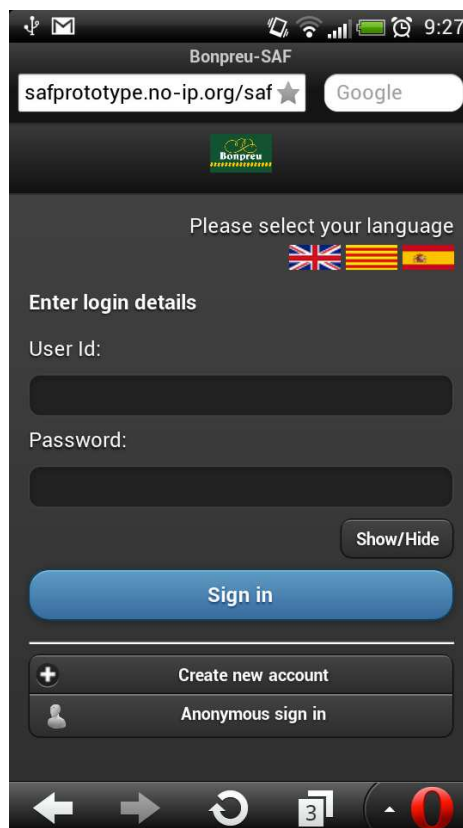 9:27
Bonpreu-SAF
safprototype.no-ip.org/saf
Google
Bonpreu
Please select your language
Enter login details
User Id:
Password:
Show/Hide
Sign in
Create new account
Anonymous sign in
3